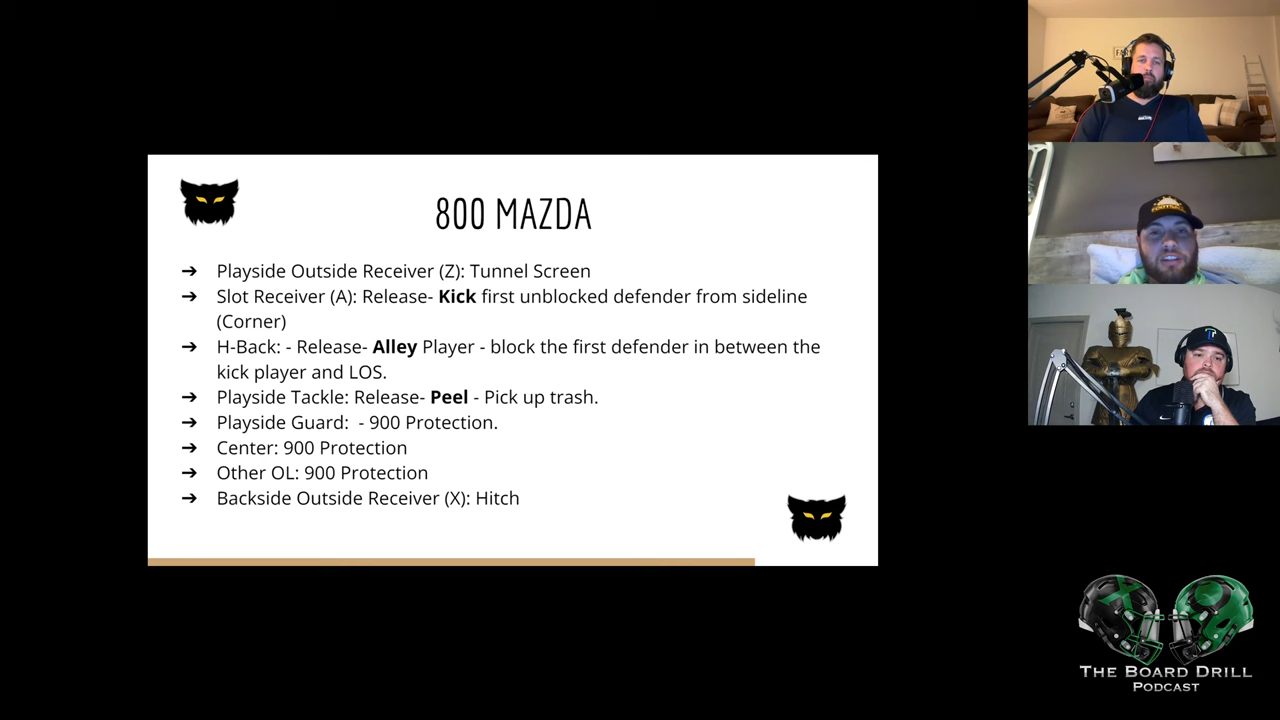 800 MAZDA
➔ Playside Outside Receiver (Z): Tunnel Screen
➔ Slot Receiver (A): Release- Kick first unblocked defender from sideline
(Corner)
➔ H-Back: - Release- Alley Player - block the first defender in between the
kick player and LOS.
➔ Playside Tackle: Release- Peel - Pick up trash.
➔ Playside Guard:  - 900 Protection.
➔ Center: 900 Protection
➔ Other OL: 900 Protection
➔ Backside Outside Receiver (X): Hitch
THE BOARD DRILL
PODCAST